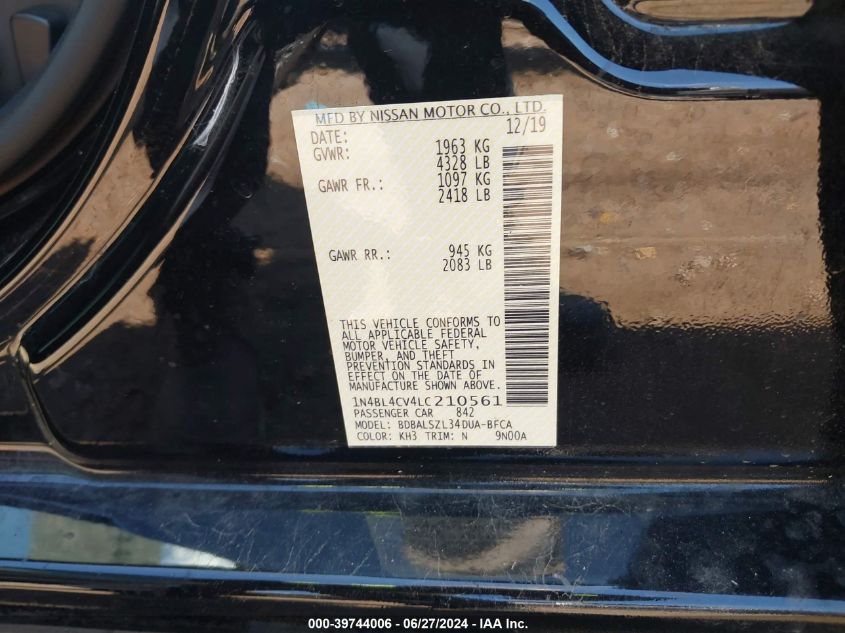 MFD BY NISSAN MOTOR CO., LTD.
DATE: 12/19
GVWR: 1963 KG
4328 LB
GAWR FR.: 1097 KG
2418 LB
GAWR RR.: 945 KG
2083 LB
THIS VEHICLE CONFORMS TO
ALL APPLICABLE FEDERAL
MOTOR VEHICLE SAFETY,
BUMPER, AND THEFT
PREVENTION STANDARDS IN
EFFECT ON THE DATE OF
MANUFACTURE SHOWN ABOVE.
1N4BL4CV4LC210561
PASSENGER CAR 842
MODEL: BDBALSZL34DUA-BFCA
COLOR: KH3 TRIM: N 9N00A
000-39744006 - 06/27/2024 - IAA Inc.